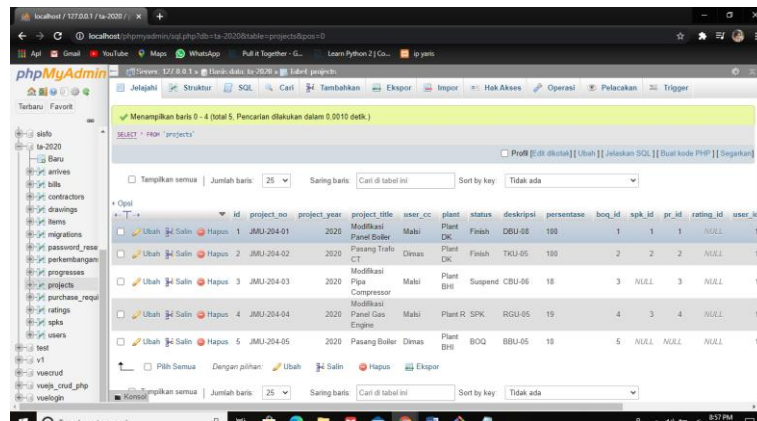 localhost / 127.0.0.1 / ta-2020 / p
localhost/phpmyadmin/sql.php?db=ta-2020&table=projects&pos=0
Apl Gmail YouTube Maps WhatsApp Pull it Together - G... Learn Python 2 | Co... ip yaris
phpMyAdmin
Server: 127.0.0.1 » Basis data: ta-2020 » Tabel: projects
Jelajahi Struktur SQL Cari Tambahkan Ekspor Impor Hak Akses Operasi Pelacakan Trigger
Terbaru Favorit
Menampilkan baris 0 - 4 (total 5, Pencarian dilakukan dalam 0,0010 detik.)
SELECT * FROM `projects`
Profil [Edit dikotak] [ Ubah ] [ Jelaskan SQL ] [ Buat kode PHP ] [ Segarkan]
sisfo
ta-2020
Baru
arrives
bills
contractors
drawings
items
migrations
password_rese
perkembangan
progresses
projects
purchase_requi
ratings
spks
users
test
v1
vuecrud
vuejs_crud_php
vuelogin
Tampilkan semua | Jumlah baris: 25 Saring baris: Cari di tabel ini Sort by key: Tidak ada
+ Opsi
id project_no project_year project_title user_cc plant status deskripsi persentase boq_id spk_id pr_id rating_id user_i
Ubah Salin Hapus 1 JMU-204-01 2020 Modifikasi Panel Boiler Malsi Plant DK Finish DBU-08 100 1 1 1 NULL
Ubah Salin Hapus 2 JMU-204-02 2020 Pasang Trafo CT Dimas Plant DK Finish TKU-05 100 2 2 2 NULL
Ubah Salin Hapus 3 JMU-204-03 2020 Modifikasi Pipa Compressor Malsi Plant BHI Suspend CBU-06 10 3 NULL 3 NULL
Ubah Salin Hapus 4 JMU-204-04 2020 Modifikasi Panel Gas Engine Malsi Plant R SPK RGU-05 19 4 3 4 NULL
Ubah Salin Hapus 5 JMU-204-05 2020 Pasang Boiler Dimas Plant BHI BOQ BBU-05 10 5 NULL NULL NULL
Pilih Semua Dengan pilihan: Ubah Salin Hapus Ekspor
Konsol
Tampilkan semua | Jumlah baris: 25 Saring baris: Cari di tabel ini Sort by key: Tidak ada
8:57 PM